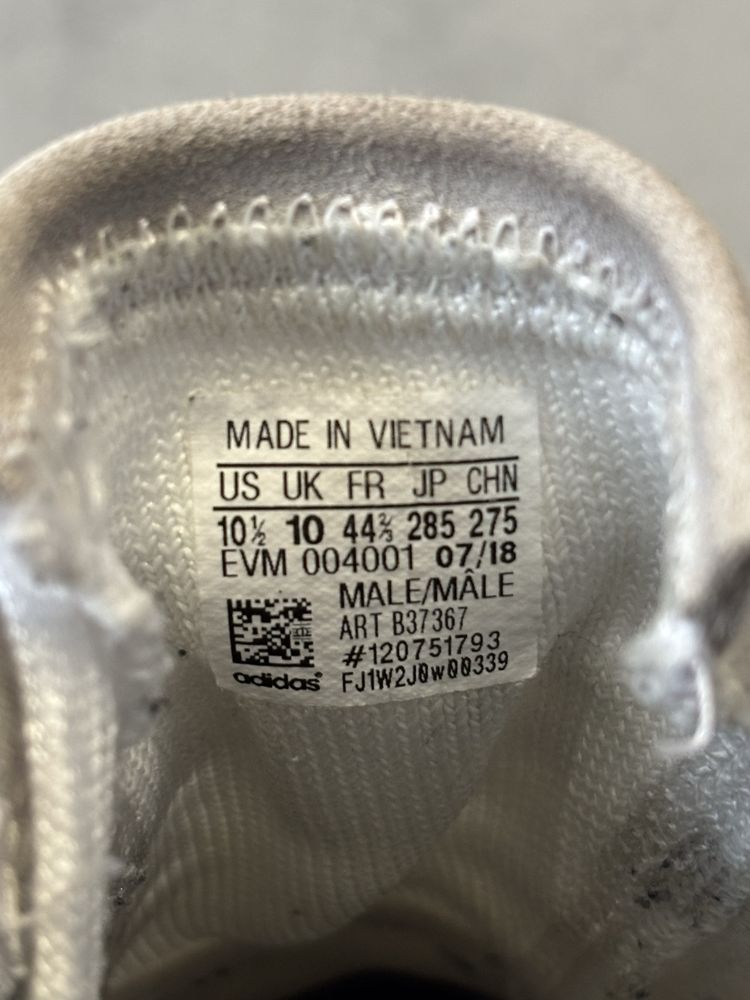 MADE IN VIETNAM
US UK FR JP CHN
10½ 10 44⅔ 285 275
EVM 004001 07/18
MALE/MÂLE
ART B37367
#120751793
adidas® FJ1W2J0w00339